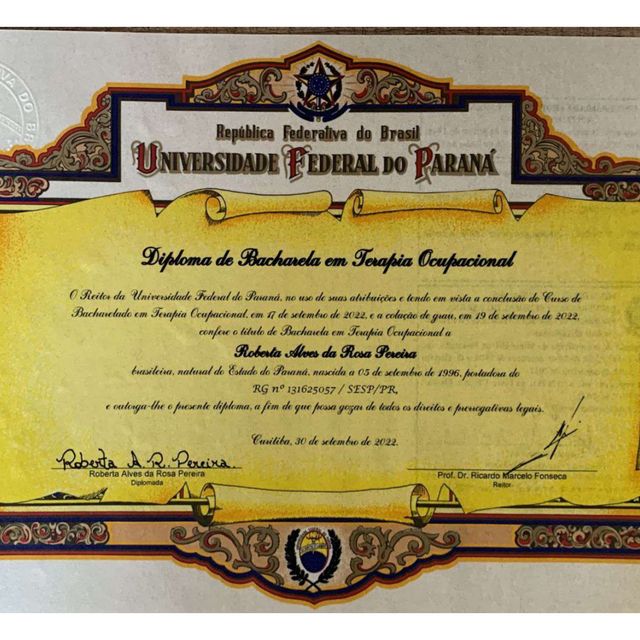 República Federativa do Brasil
UNIVERSIDADE FEDERAL DO PARANÁ
Diploma de Bacharela em Terapia Ocupacional
O Reitor da Universidade Federal do Paraná, no uso de suas atribuições e tendo em vista a conclusão do Curso de
Bacharelado em Terapia Ocupacional, em 17 de setembro de 2022, e a colação de grau, em 19 de setembro de 2022,
confere o título de Bacharela em Terapia Ocupacional a
Roberta Alves da Rosa Pereira
brasileira, natural do Estado do Paraná, nascida a 05 de setembro de 1996, portadora do
RG nº 131625057 / SESP/PR,
e outorga-lhe o presente diploma, a fim de que possa gozar de todos os direitos e prerrogativas legais.
Curitiba, 30 de setembro de 2022.
Roberta A. R. Pereira.
Roberta Alves da Rosa Pereira
Diplomada
Prof. Dr. Ricardo Marcelo Fonseca
Reitor